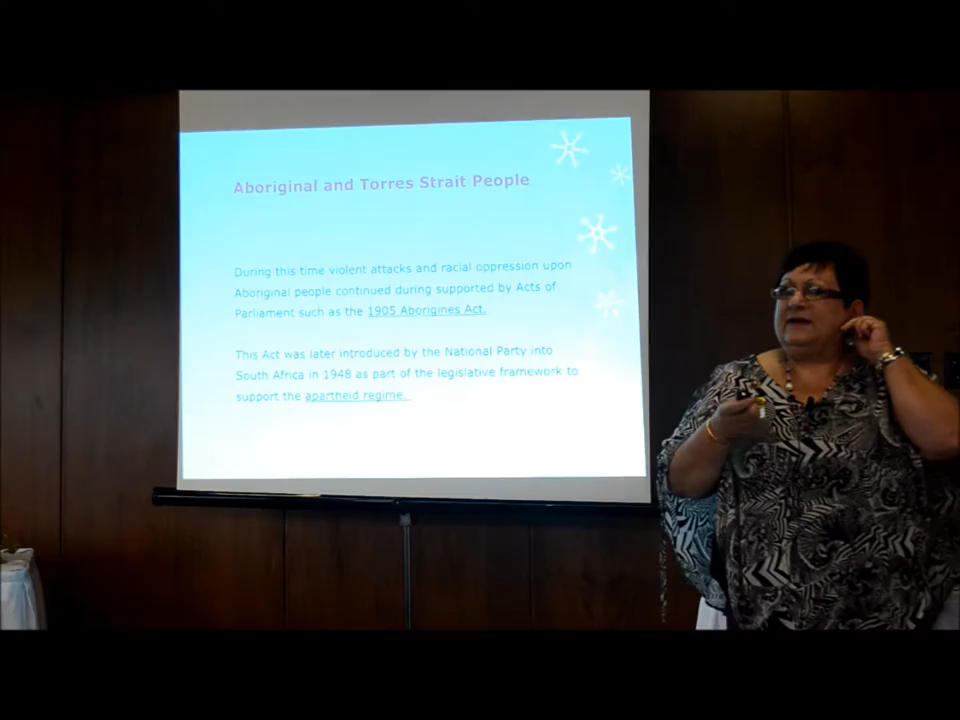 Aboriginal and Torres Strait People
During this time violent attacks and racial oppression upon
Aboriginal people continued during supported by Acts of
Parliament such as the 1905 Aborigines Act.
This Act was later introduced by the National Party into
South Africa in 1948 as part of the legislative framework to
support the apartheid regime.